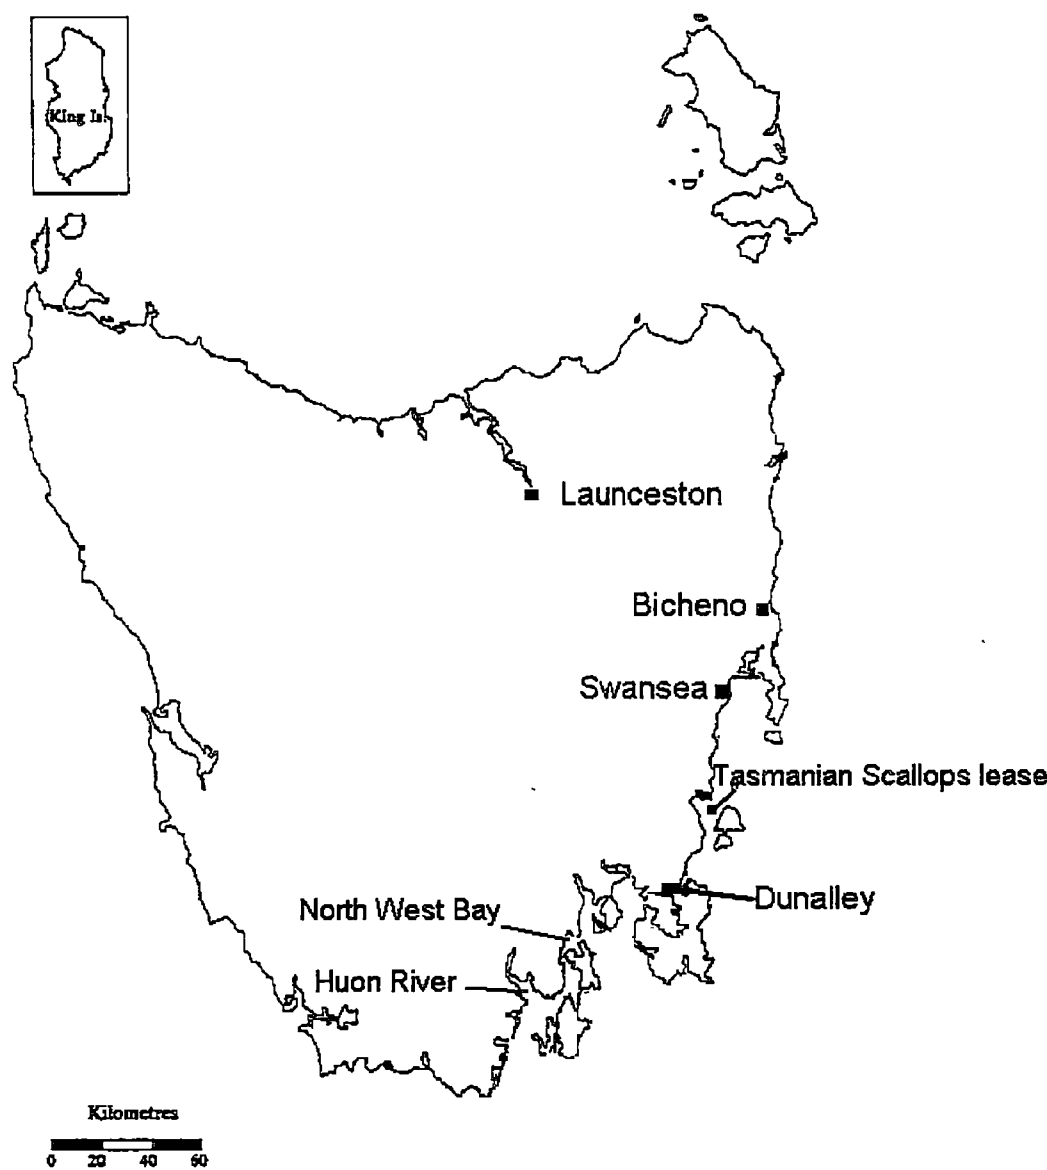 King Is.
Launceston
Bicheno
Swansea
Tasmanian Scallops lease
Dunalley
North West Bay
Huon River
Kilometres
0 20 40 60